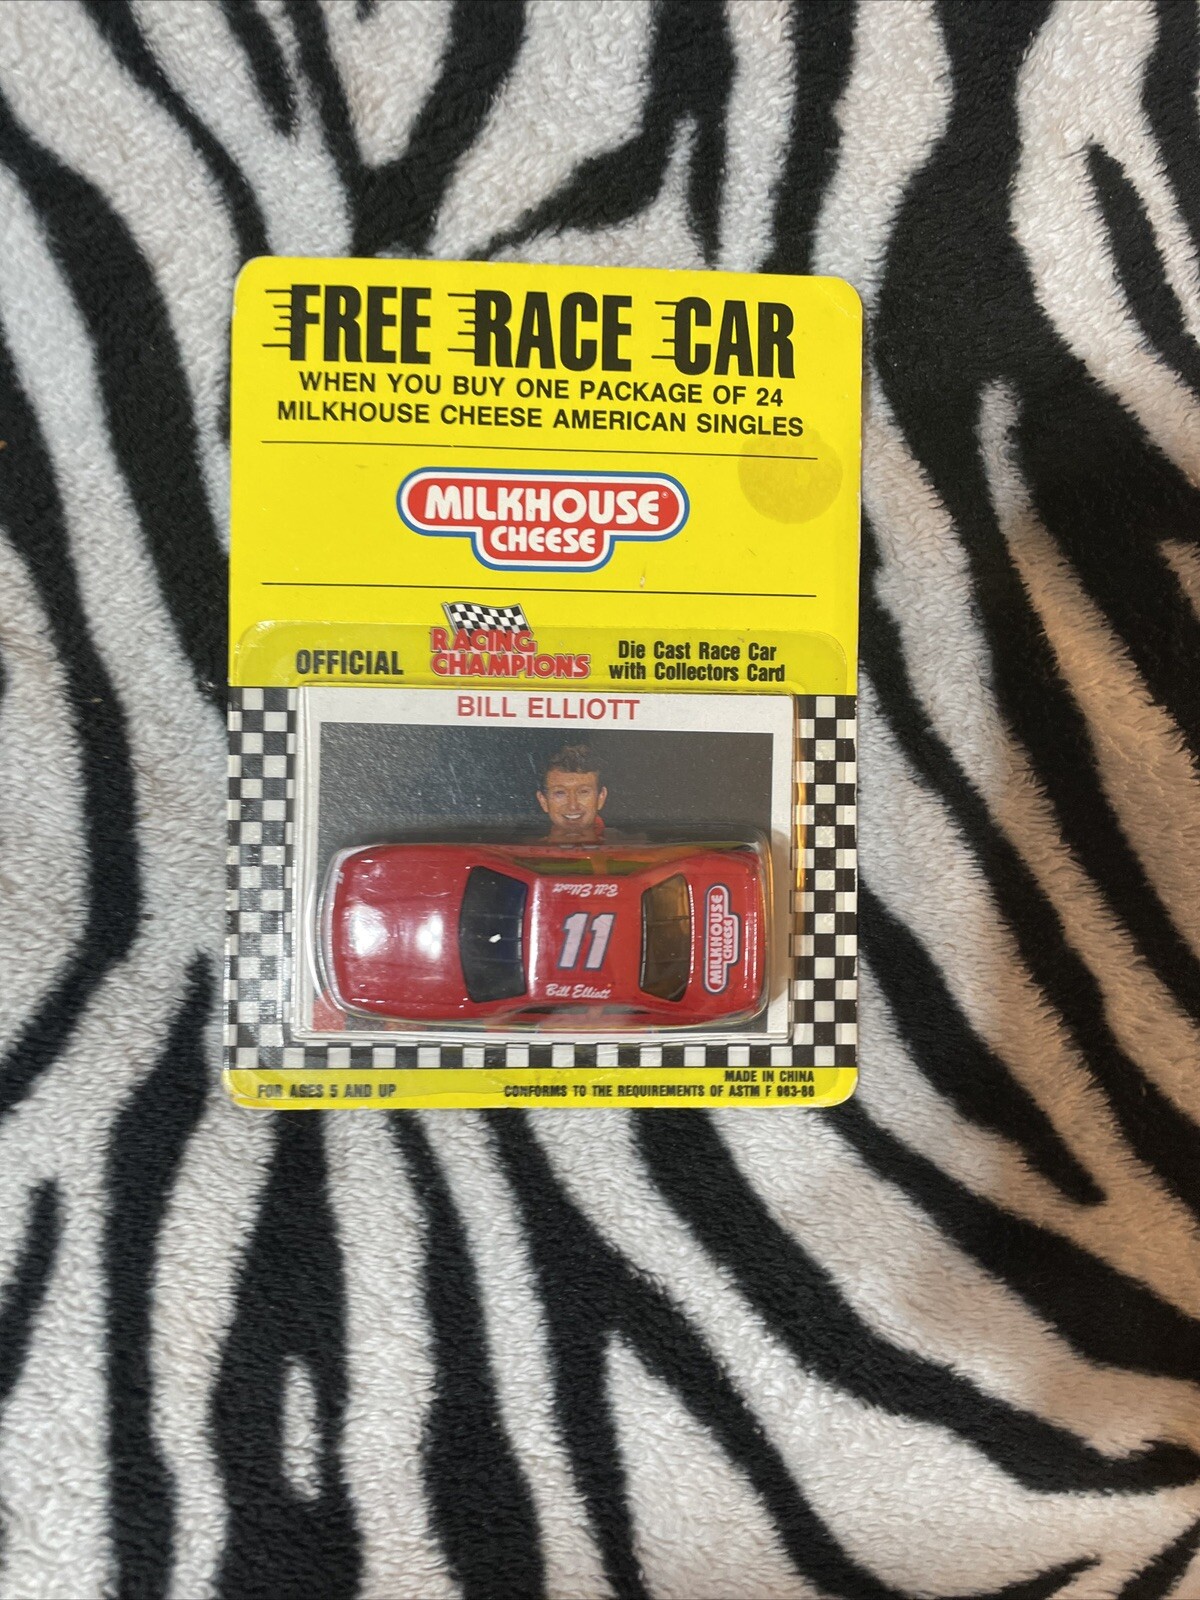 FREE RACE CAR
WHEN YOU BUY ONE PACKAGE OF 24
MILKHOUSE CHEESE AMERICAN SINGLES
MILKHOUSE®
CHEESE
OFFICIAL
RACING
CHAMPIONS
Die Cast Race Car
with Collectors Card
BILL ELLIOTT
Bill Elliott
11
Bill Elliott
MILKHOUSE
CHEESE
FOR AGES 5 AND UP
MADE IN CHINA
CONFORMS TO THE REQUIREMENTS OF ASTM F 963-86